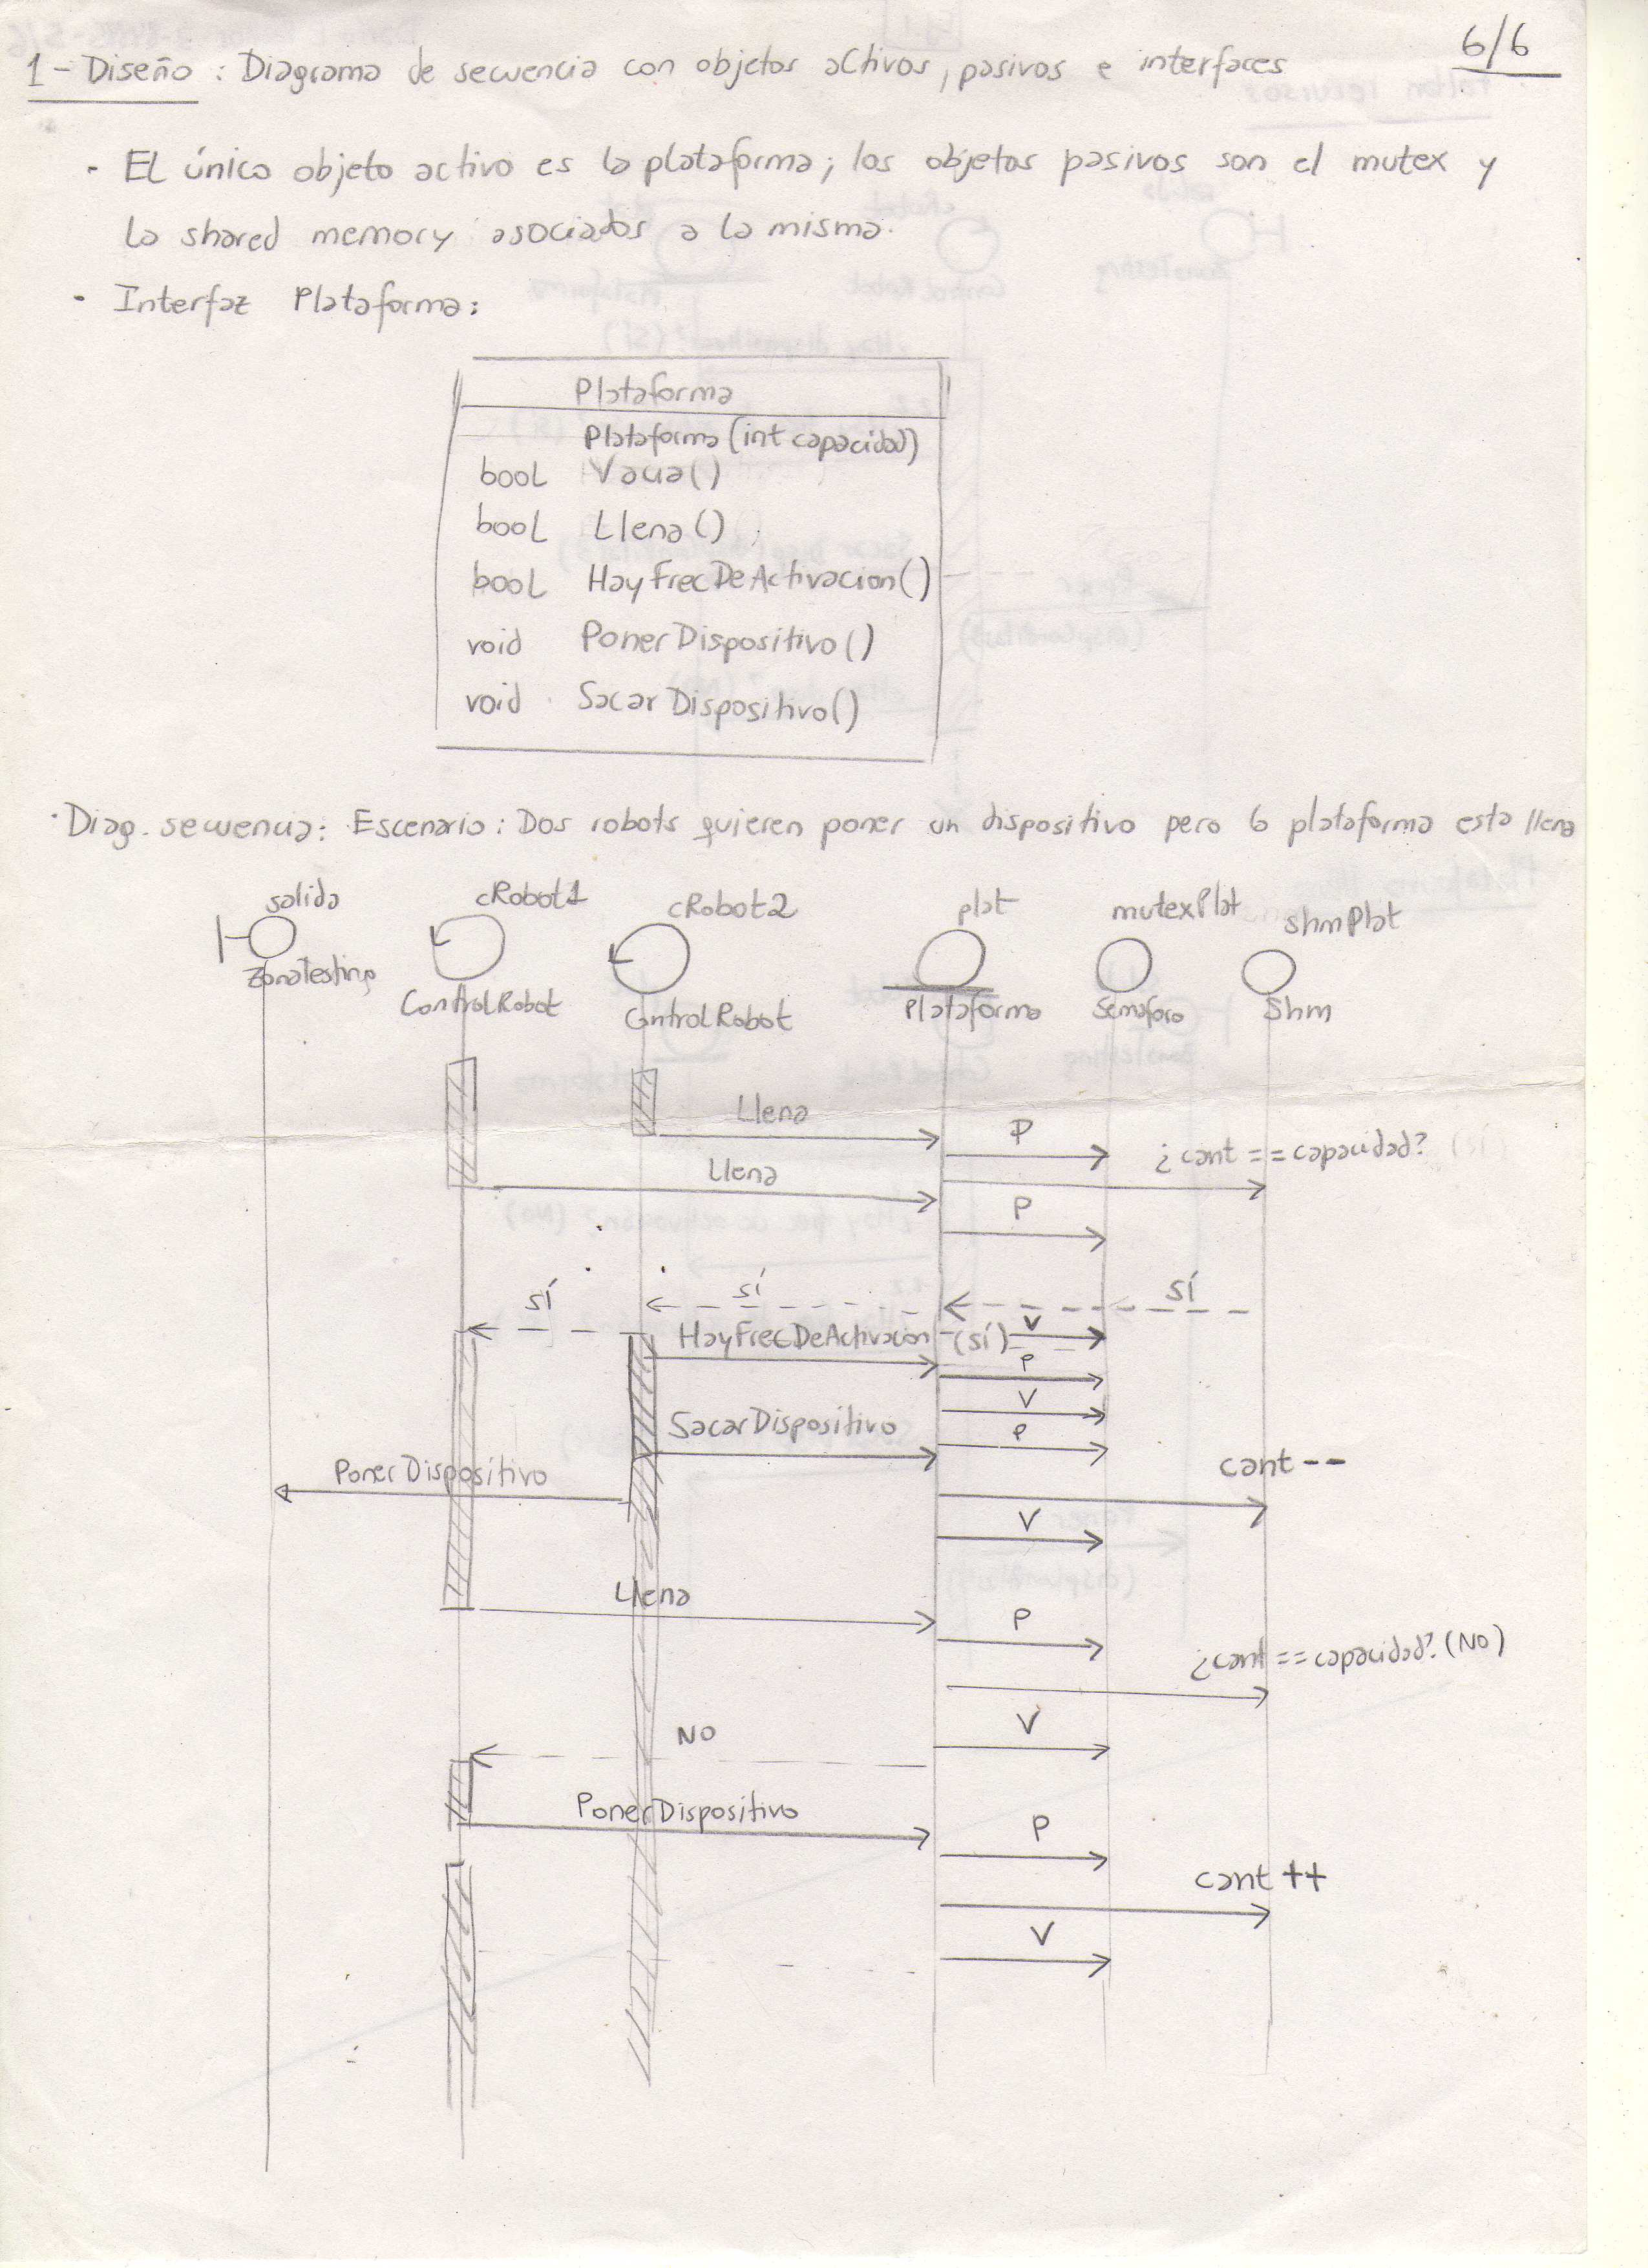 6/6
1 - Diseño : Diagrama de secuencia con objetos activos, pasivos e interfaces
- El único objeto activo es la plataforma; los objetos pasivos son el mutex y
la shared memory asociados a la misma.
- Interfaz Plataforma:
Plataforma
Plataforma (int capacidad)
bool Vacia()
bool Llena()
bool HayFrecDeActivacion()
void PonerDispositivo()
void SacarDispositivo()
Diag. secuencia: Escenario: Dos robots quieren poner un dispositivo pero la plataforma esta llena
salida cRobot1 cRobot2 plat mutexPlat shmPlat
ZonaTesting ControlRobot ControlRobot Plataforma Semaforo Shm
Llena P
¿cant == capacidad? (sí)
Llena
P
sí sí sí
HayFrecDeActivacion (sí) V
P
V
SacarDispositivo P
PonerDispositivo cant --
V
Llena P
¿cant == capacidad? (NO)
NO V
PonerDispositivo P
cant ++
V